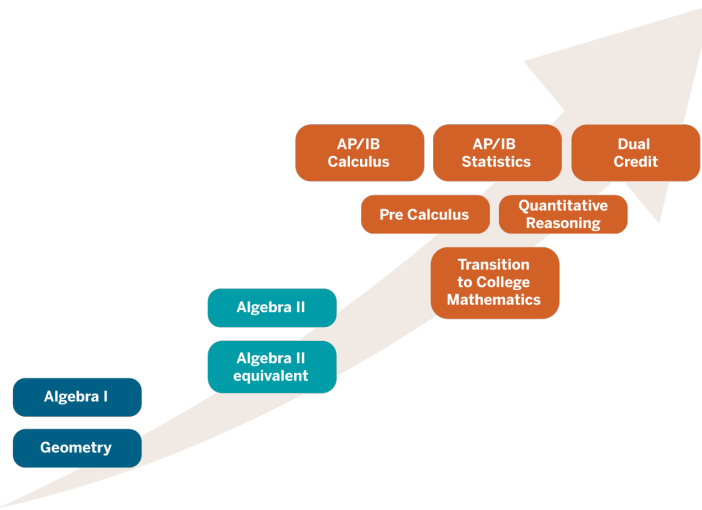 AP/IB
Calculus
AP/IB
Statistics
Dual
Credit
Pre Calculus
Quantitative
Reasoning
Transition
to College
Mathematics
Algebra II
Algebra II
equivalent
Algebra I
Geometry